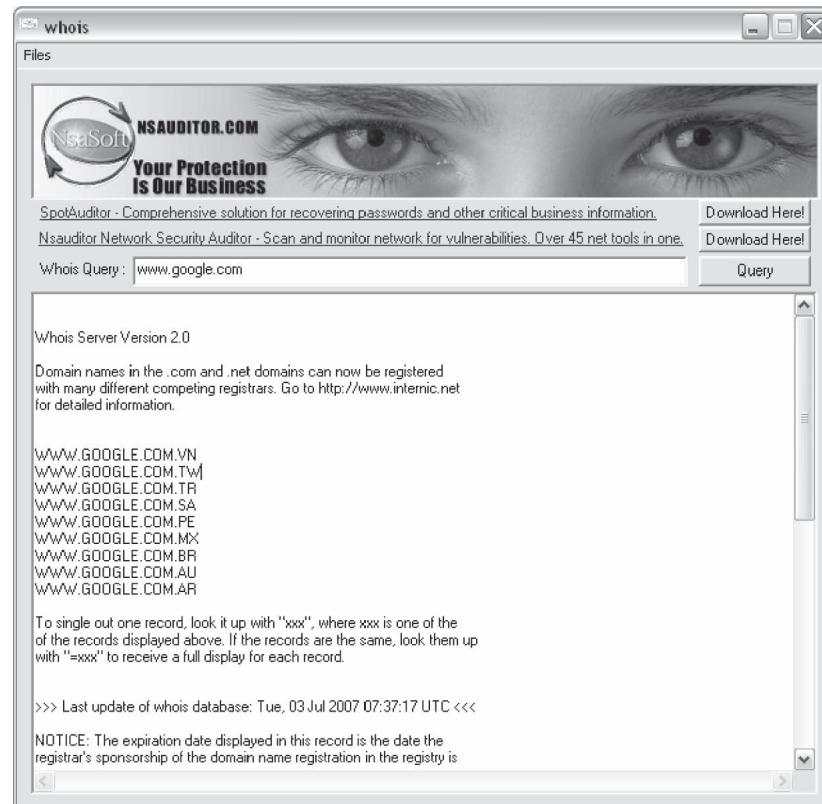 whois
Files
NsaSoft
NSAUDITOR.COM
Your Protection
Is Our Business
SpotAuditor - Comprehensive solution for recovering passwords and other critical business information.
Download Here!
Nsauditor Network Security Auditor - Scan and monitor network for vulnerabilities. Over 45 net tools in one.
Download Here!
Whois Query : www.google.com
Query
Whois Server Version 2.0
Domain names in the .com and .net domains can now be registered
with many different competing registrars. Go to http://www.internic.net
for detailed information.
WWW.GOOGLE.COM.VN
WWW.GOOGLE.COM.TW
WWW.GOOGLE.COM.TR
WWW.GOOGLE.COM.SA
WWW.GOOGLE.COM.PE
WWW.GOOGLE.COM.MX
WWW.GOOGLE.COM.BR
WWW.GOOGLE.COM.AU
WWW.GOOGLE.COM.AR
To single out one record, look it up with "xxx", where xxx is one of the
of the records displayed above. If the records are the same, look them up
with "=xxx" to receive a full display for each record.
>>> Last update of whois database: Tue, 03 Jul 2007 07:37:17 UTC <<<
NOTICE: The expiration date displayed in this record is the date the
registrar's sponsorship of the domain name registration in the registry is